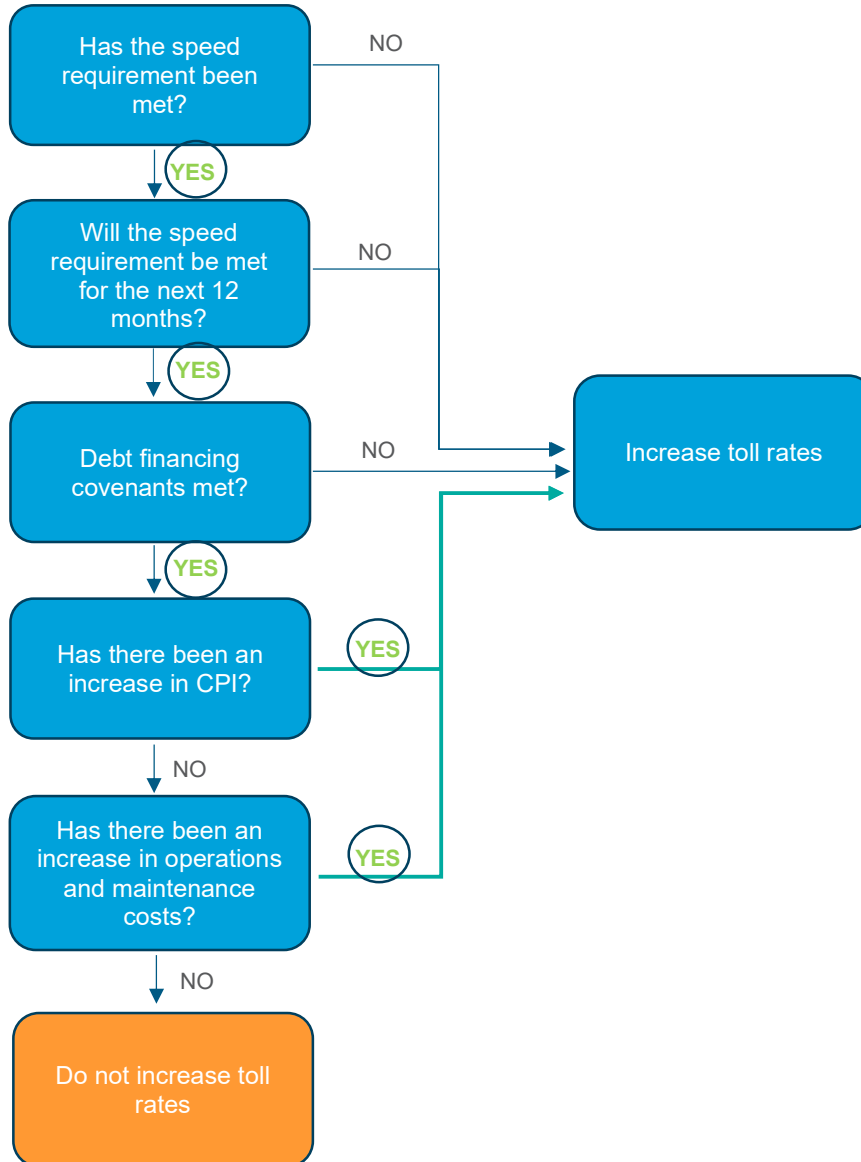 Has the speed
requirement been
met?
NO
YES
Will the speed
requirement be met
for the next 12
months?
NO
YES
Debt financing
covenants met?
NO
Increase toll rates
YES
Has there been an
increase in CPI?
YES
NO
Has there been an
increase in operations
and maintenance
costs?
YES
NO
Do not increase toll
rates